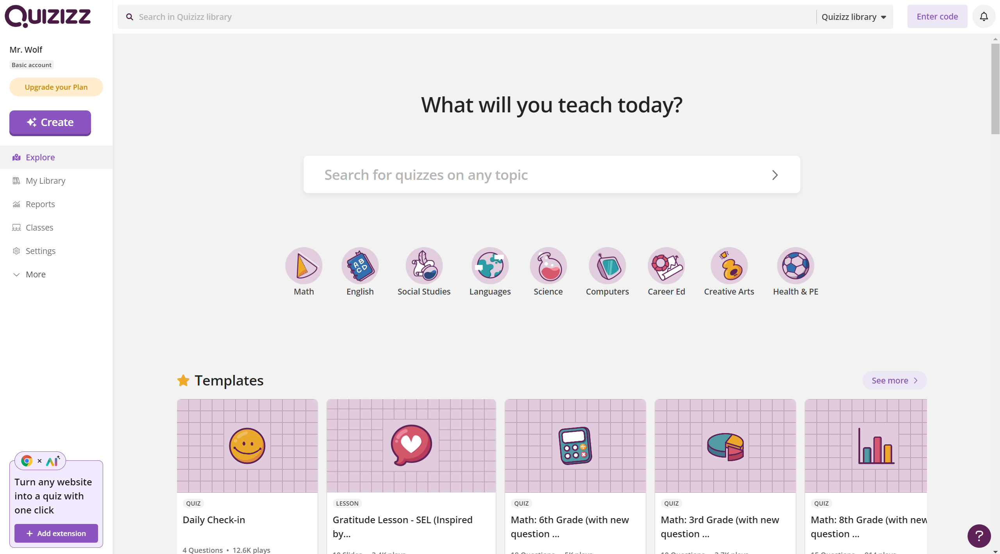 Quizizz
Search in Quizizz library
Quizizz library
Enter code
Mr. Wolf
Basic account
Upgrade your Plan
Create
Explore
My Library
Reports
Classes
Settings
More
× AI
Turn any website
into a quiz with
one click
+ Add extension
What will you teach today?
Search for quizzes on any topic
Math
English
Social Studies
Languages
Science
Computers
Career Ed
Creative Arts
Health & PE
Templates
See more
QUIZ
Daily Check-in
4 Questions • 12.6K plays
LESSON
Gratitude Lesson - SEL (Inspired
by...
QUIZ
Math: 6th Grade (with new
question ...
QUIZ
Math: 3rd Grade (with new
question ...
QUIZ
Math: 8th Grade (with new
question ...
?